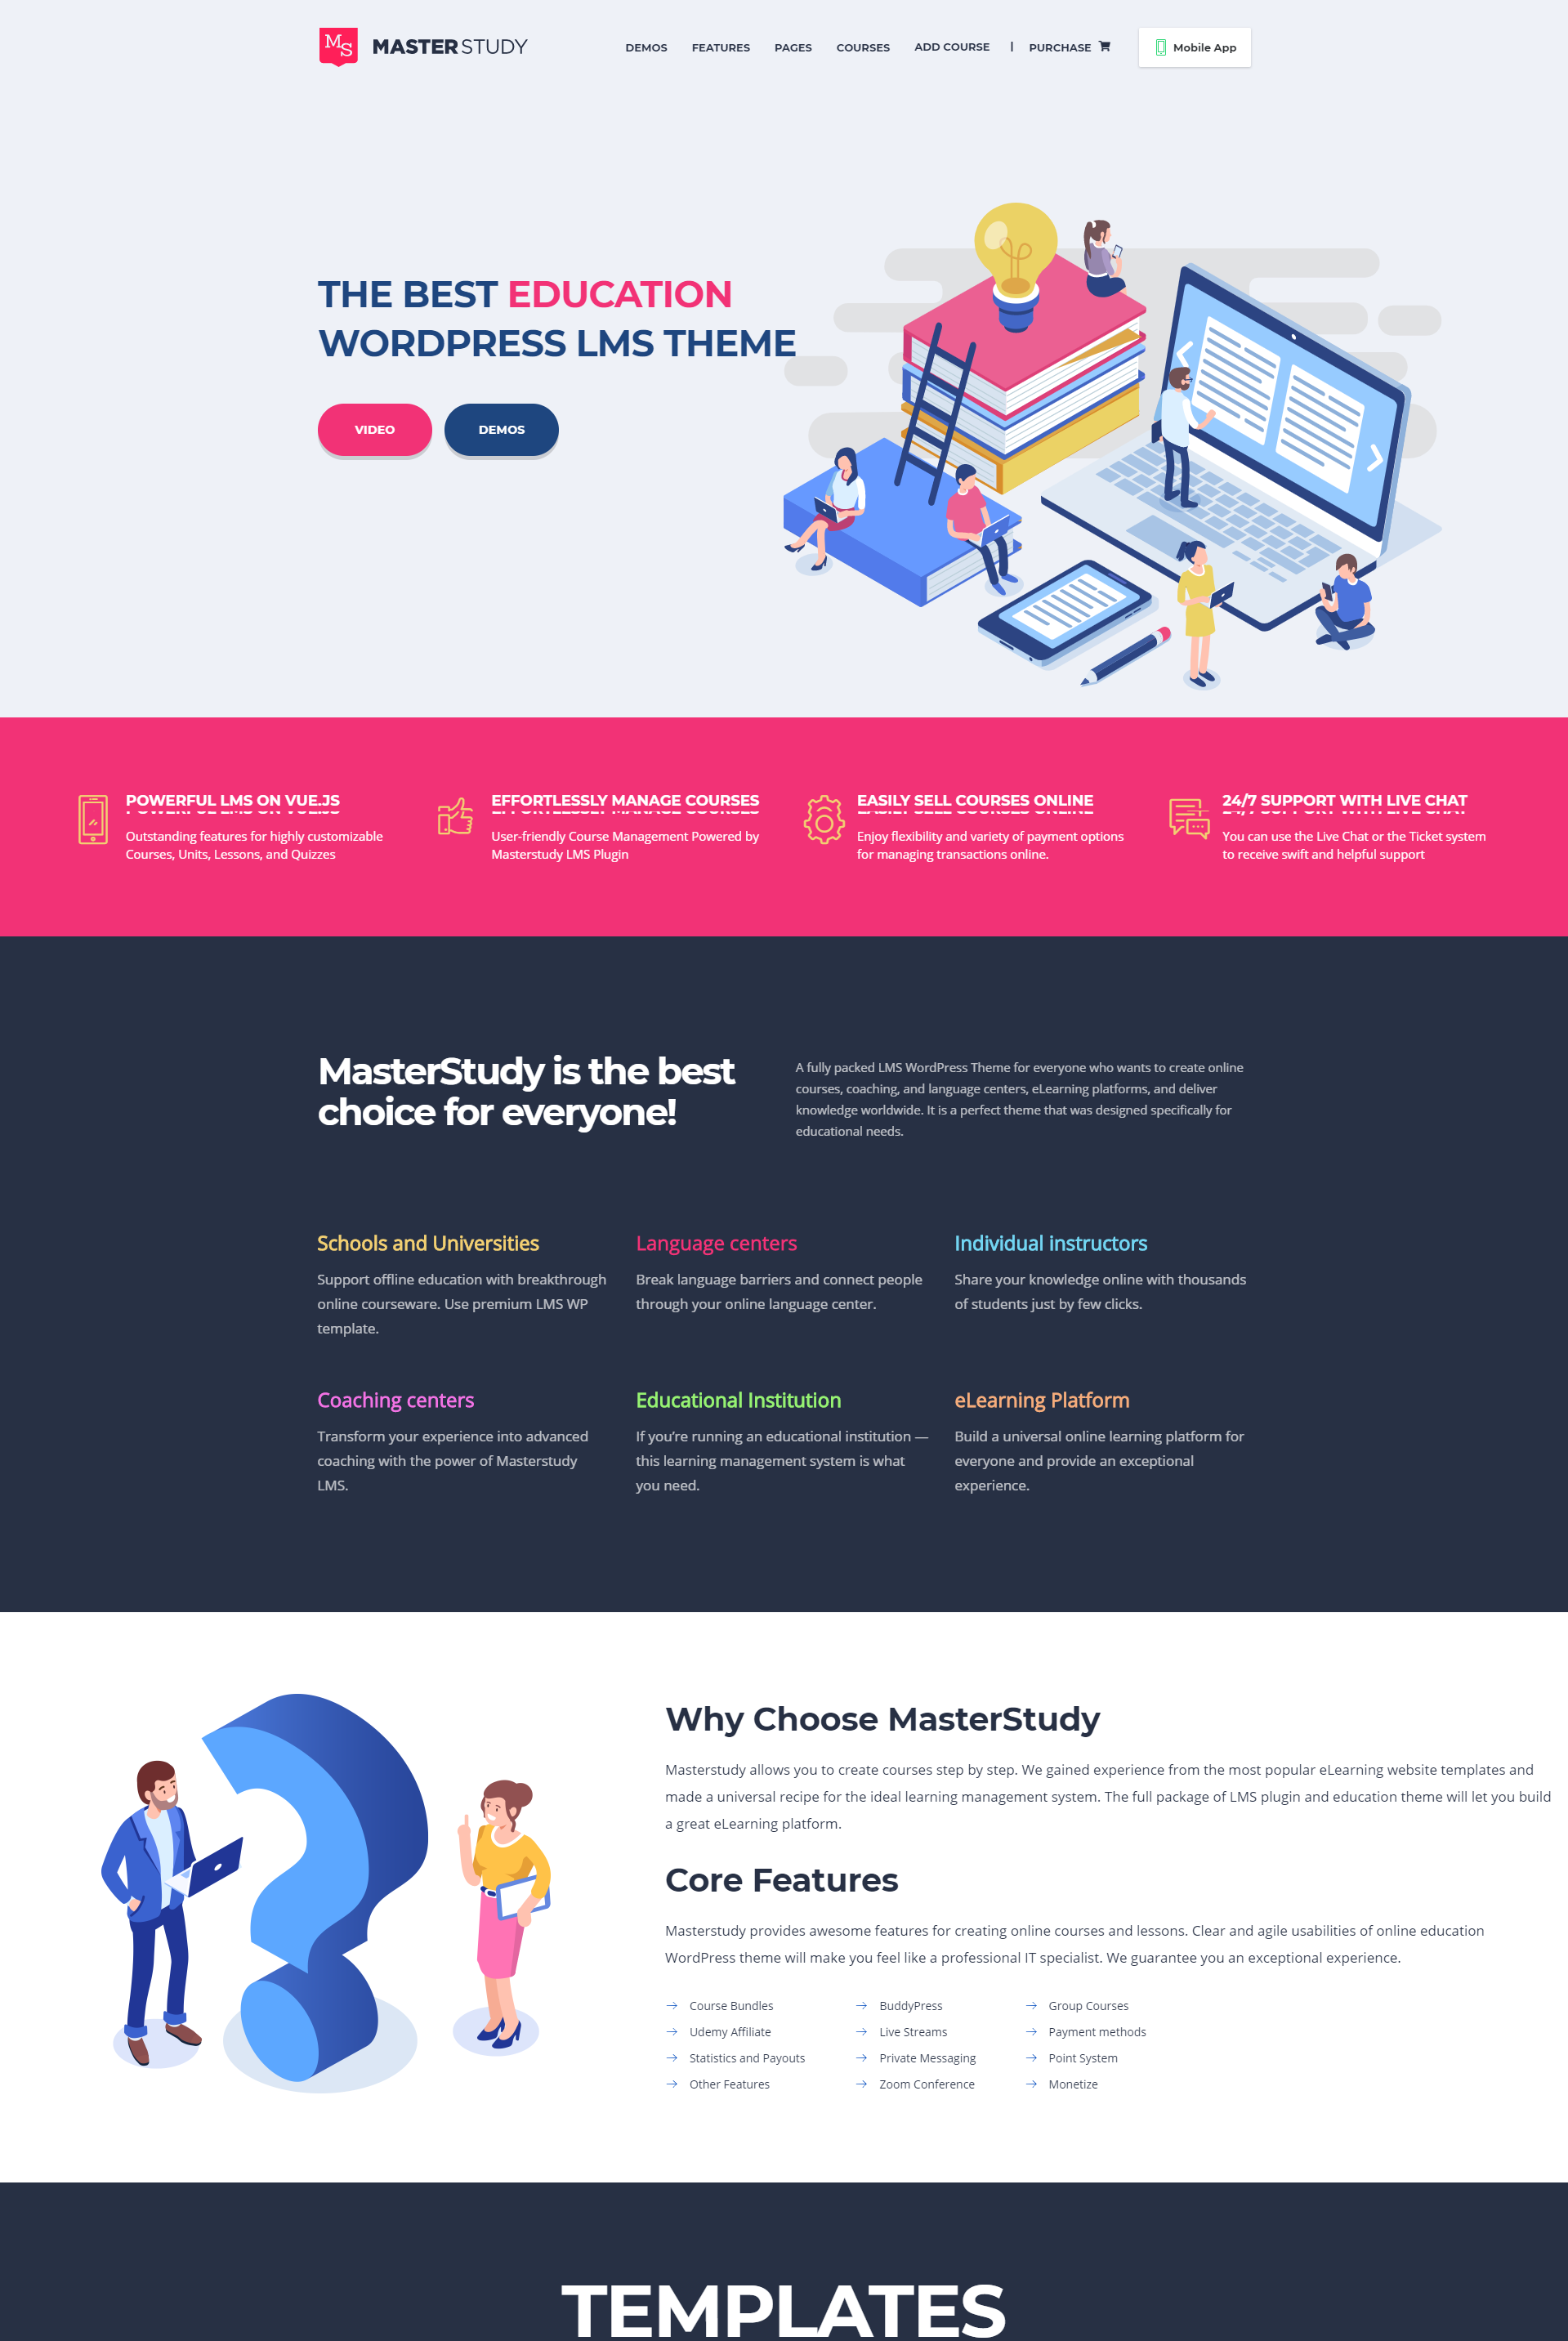 MS MASTERSTUDY DEMOS FEATURES PAGES COURSES ADD COURSE | PURCHASE Mobile App
THE BEST EDUCATION
WORDPRESS LMS THEME
VIDEO DEMOS
POWERFUL LMS ON VUE.JS
Outstanding features for highly customizable
Courses, Units, Lessons, and Quizzes
EFFORTLESSLY MANAGE COURSES
User-friendly Course Management Powered by
Masterstudy LMS Plugin
EASILY SELL COURSES ONLINE
Enjoy flexibility and variety of payment options
for managing transactions online.
24/7 SUPPORT WITH LIVE CHAT
You can use the Live Chat or the Ticket system
to receive swift and helpful support
MasterStudy is the best
choice for everyone!
A fully packed LMS WordPress Theme for everyone who wants to create online
courses, coaching, and language centers, eLearning platforms, and deliver
knowledge worldwide. It is a perfect theme that was designed specifically for
educational needs.
Schools and Universities
Support offline education with breakthrough
online courseware. Use premium LMS WP
template.
Language centers
Break language barriers and connect people
through your online language center.
Individual instructors
Share your knowledge online with thousands
of students just by few clicks.
Coaching centers
Transform your experience into advanced
coaching with the power of Masterstudy
LMS.
Educational Institution
If you’re running an educational institution —
this learning management system is what
you need.
eLearning Platform
Build a universal online learning platform for
everyone and provide an exceptional
experience.
Why Choose MasterStudy
Masterstudy allows you to create courses step by step. We gained experience from the most popular eLearning website templates and
made a universal recipe for the ideal learning management system. The full package of LMS plugin and education theme will let you build
a great eLearning platform.
Core Features
Masterstudy provides awesome features for creating online courses and lessons. Clear and agile usabilities of online education
WordPress theme will make you feel like a professional IT specialist. We guarantee you an exceptional experience.
Course Bundles
Udemy Affiliate
Statistics and Payouts
Other Features
BuddyPress
Live Streams
Private Messaging
Zoom Conference
Group Courses
Payment methods
Point System
Monetize
TEMPLATES